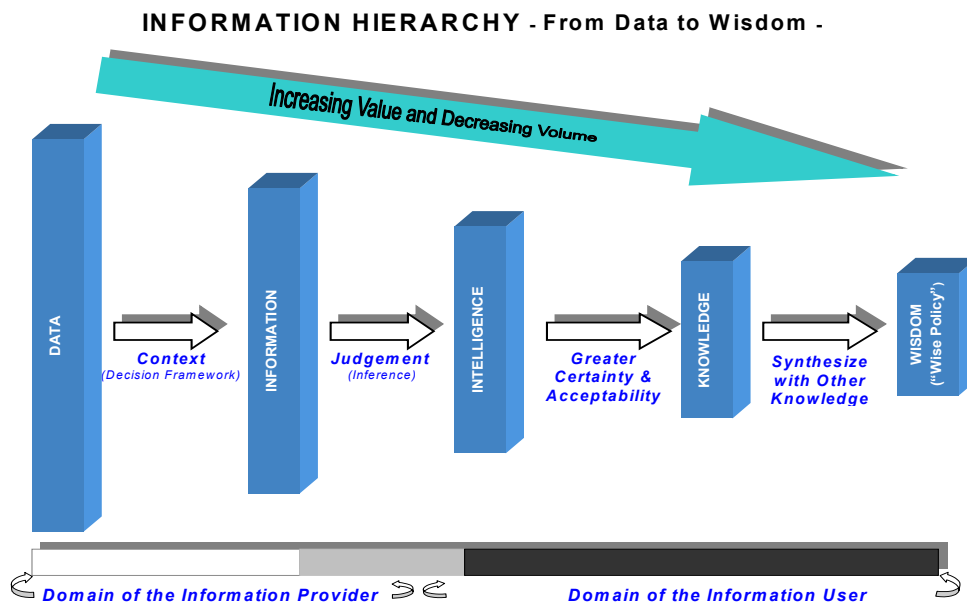 INFORMATION HIERARCHY - From Data to Wisdom -
Increasing Value and Decreasing Volume
DATA
Context
(Decision Framework)
INFORMATION
Judgement
(Inference)
INTELLIGENCE
Greater
Certainty &
Acceptability
KNOWLEDGE
Synthesize
with Other
Knowledge
WISDOM
("Wise Policy")
Domain of the Information Provider
Domain of the Information User